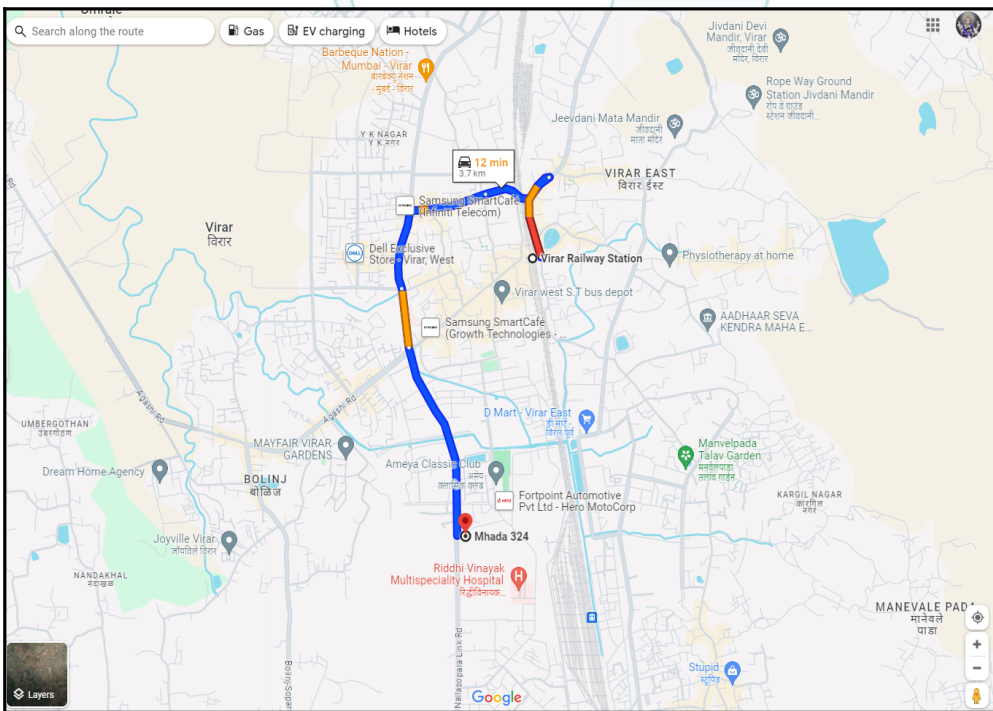 Search along the route
Gas
EV charging
Hotels
Barbeque Nation -
Mumbai - Virar
बारबेक्यू नेशन
- मुंबई - विरार
Jivdani Devi
Mandir, Virar
जीवदानी देवी
मंदिर, विरार
Rope Way Ground
Station Jivdani Mandir
रोप वे ग्राउंड
स्टेशन जीवदानी...
Y K NAGAR
Y K नगर
Jeevdani Mata Mandir
जीवदानी
माता मंदिर
12 min
3.7 km
VIRAR EAST
विरार ईस्ट
Samsung SmartCafé
(Infiniti Telecom)
Virar
विरार
DELL
Dell Exclusive
Store, Virar, West
Virar Railway Station
Physiotherapy at home
Virar west S.T bus depot
AADHAAR SEVA
KENDRA MAHA E...
Samsung SmartCafé
(Growth Technologies - ...
Agashi Rd
Agashi Rd
UMBERGOTHAN
उंबरगोठण
D Mart - Virar East
डी मार्ट -
विरार पूर्व
MAYFAIR VIRAR
GARDENS
Manvelpada
Talav Garden
मनवेलपाडा
तलाव गार्डन
Dream Home Agency
BOLINJ
बोळिंज
Ameya Classic Club
अमेय
क्लासिक क्लब
KARGIL NAGAR
कारगिल
नगर
Fortpoint Automotive
Pvt Ltd - Hero MotoCorp
Joyville Virar
जॉयविले विरार
Mhada 324
NANDAKHAL
नंदाखळ
Riddhi Vinayak
Multispeciality Hospital
रिद्धीविनायक...
MANEVALE PADA
मानेवले
पाडा
Nallasopara Link Rd
Stupid
स्टुपिड
Layers
Google